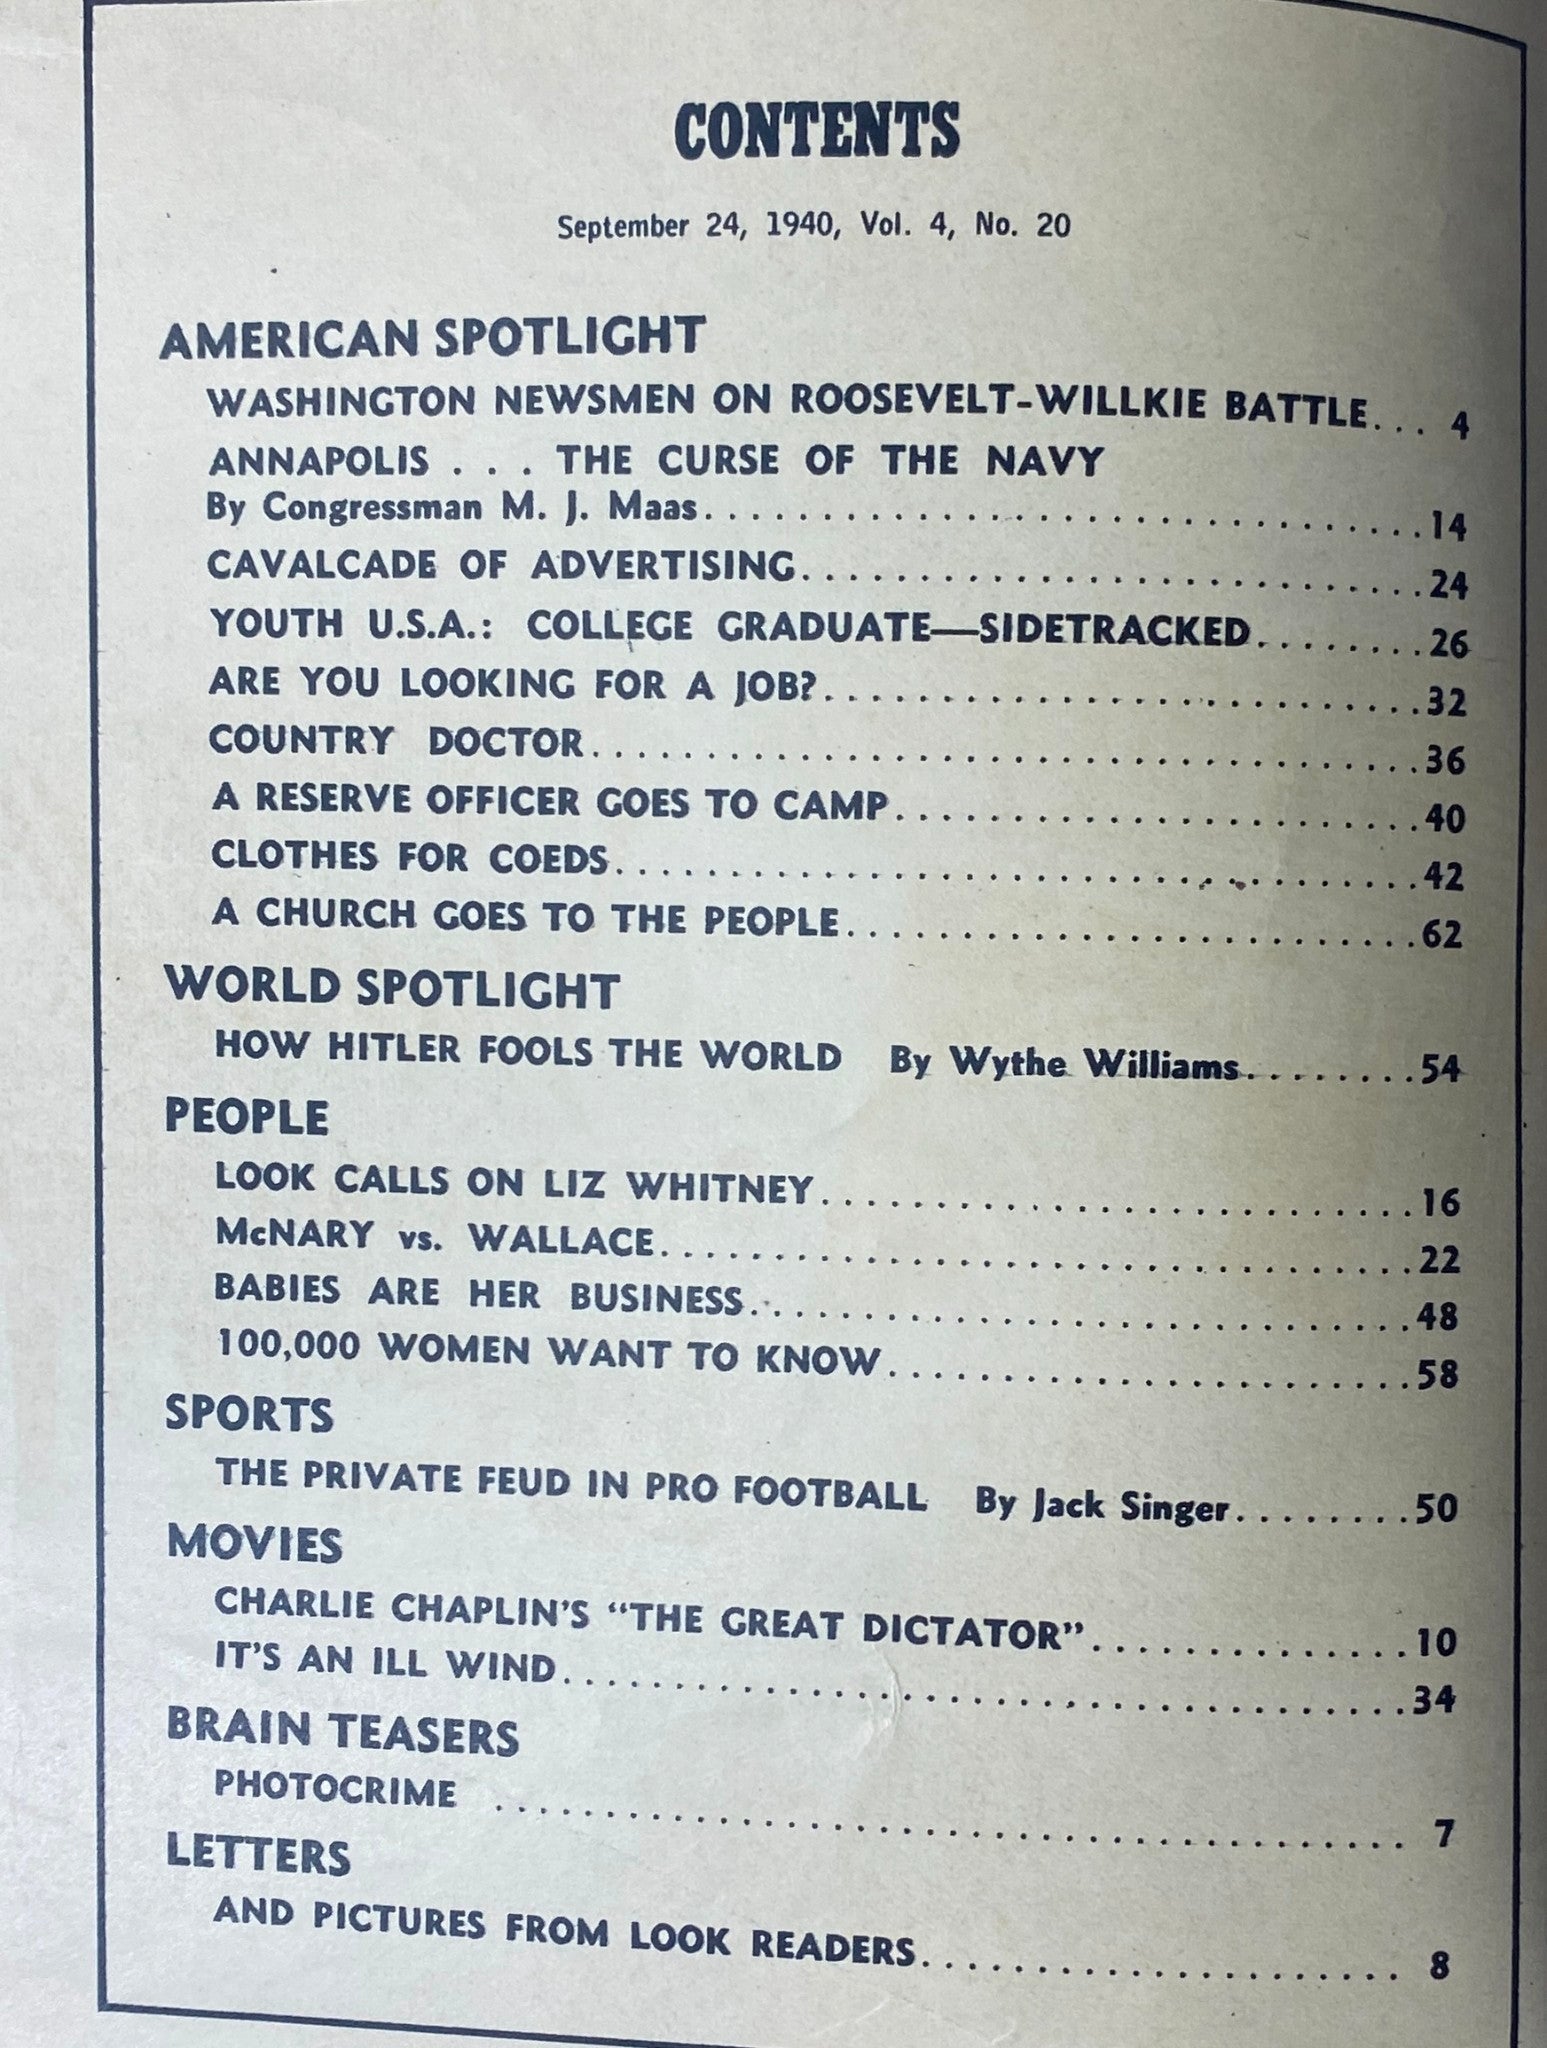 CONTENTS
September 24, 1940, Vol. 4, No. 20
AMERICAN SPOTLIGHT
WASHINGTON NEWSMEN ON ROOSEVELT-WILLKIE BATTLE... 4
ANNAPOLIS . . . THE CURSE OF THE NAVY
By Congressman M. J. Maas..............................14
CAVALCADE OF ADVERTISING..........................24
YOUTH U.S.A.: COLLEGE GRADUATE—SIDETRACKED........26
ARE YOU LOOKING FOR A JOB?.........................32
COUNTRY DOCTOR...................................36
A RESERVE OFFICER GOES TO CAMP......................40
CLOTHES FOR COEDS.................................42
A CHURCH GOES TO THE PEOPLE........................62
WORLD SPOTLIGHT
HOW HITLER FOOLS THE WORLD By Wythe Williams........54
PEOPLE
LOOK CALLS ON LIZ WHITNEY.........................16
McNARY vs. WALLACE................................22
BABIES ARE HER BUSINESS............................48
100,000 WOMEN WANT TO KNOW......................58
SPORTS
THE PRIVATE FEUD IN PRO FOOTBALL By Jack Singer........50
MOVIES
CHARLIE CHAPLIN'S "THE GREAT DICTATOR"..............10
IT'S AN ILL WIND....................................34
BRAIN TEASERS
PHOTOCRIME ...................................... 7
LETTERS
AND PICTURES FROM LOOK READERS.................... 8